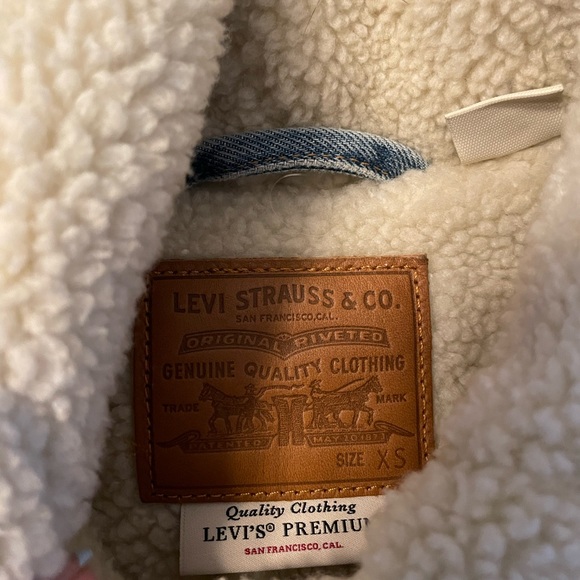 LEVI STRAUSS & CO.
SAN FRANCISCO, CAL.
ORIGINAL RIVETED
GENUINE QUALITY CLOTHING
TRADE MARK
PATENTED MAY 20 1873
SIZE XS
Quality Clothing
LEVI'S® PREMIUM
SAN FRANCISCO, CAL.